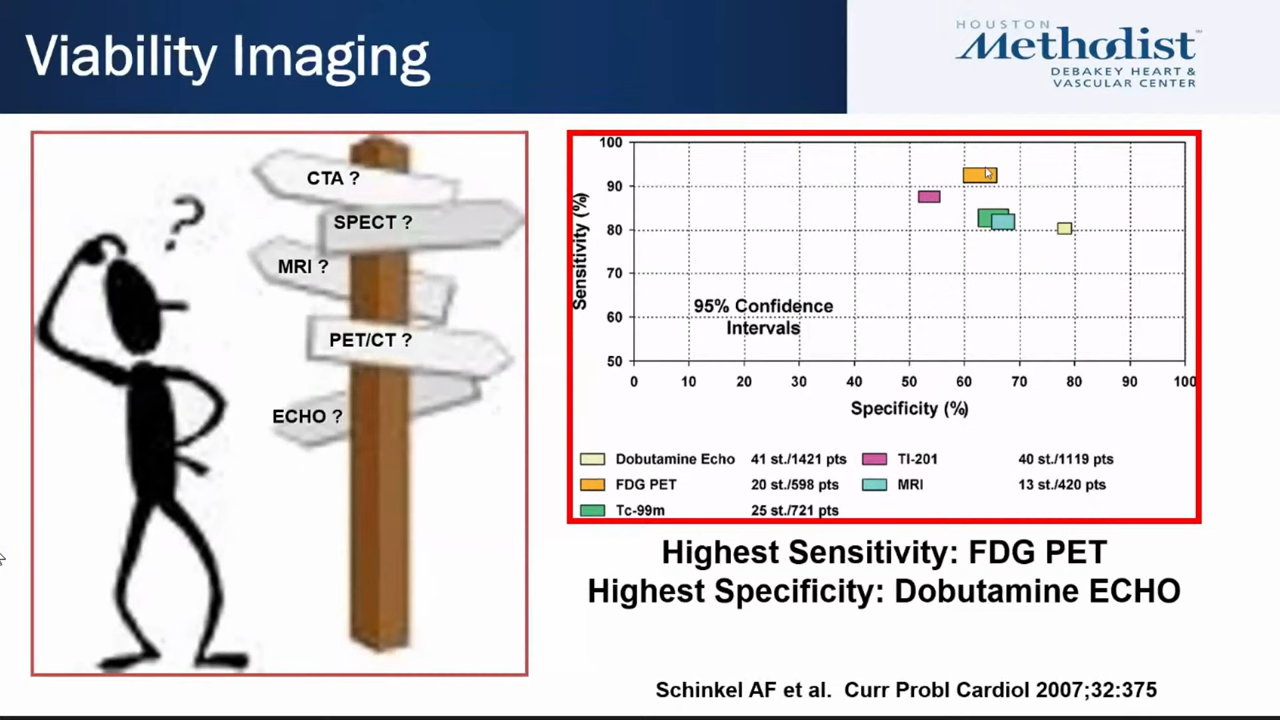 Viability Imaging
HOUSTON
Methodist
DEBAKEY HEART &
VASCULAR CENTER
?
CTA ?
SPECT ?
MRI ?
PET/CT ?
ECHO ?
100
90
80
70
60
50
Sensitivity (%)
95% Confidence
Intervals
0 10 20 30 40 50 60 70 80 90 100
Specificity (%)
Dobutamine Echo 41 st./1421 pts TI-201 40 st./1119 pts
FDG PET 20 st./598 pts MRI 13 st./420 pts
Tc-99m 25 st./721 pts
Highest Sensitivity: FDG PET
Highest Specificity: Dobutamine ECHO
Schinkel AF et al. Curr Probl Cardiol 2007;32:375